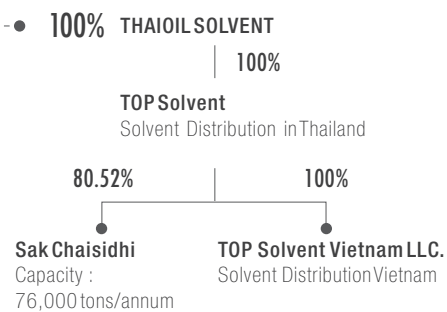 100% THAIOIL SOLVENT
100%
TOP Solvent
Solvent Distribution in Thailand
80.52% 100%
Sak Chaisidhi TOP Solvent Vietnam LLC.
Capacity : Solvent Distribution Vietnam
76,000 tons/annum